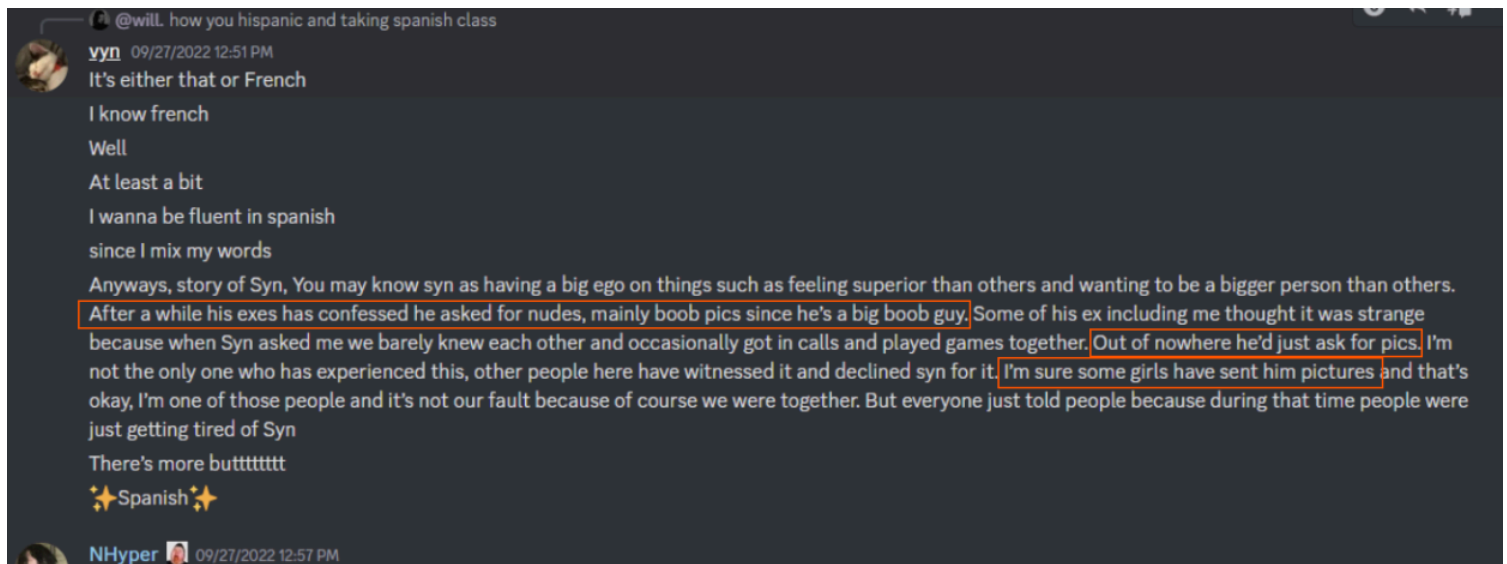 @will. how you hispanic and taking spanish class
vyn 09/27/2022 12:51 PM
It's either that or French
I know french
Well
At least a bit
I wanna be fluent in spanish
since I mix my words
Anyways, story of Syn, You may know syn as having a big ego on things such as feeling superior than others and wanting to be a bigger person than others.
After a while his exes has confessed he asked for nudes, mainly boob pics since he's a big boob guy. Some of his ex including me thought it was strange
because when Syn asked me we barely knew each other and occasionally got in calls and played games together. Out of nowhere he'd just ask for pics. I'm
not the only one who has experienced this, other people here have witnessed it and declined syn for it. I'm sure some girls have sent him pictures and that's
okay, I'm one of those people and it's not our fault because of course we were together. But everyone just told people because during that time people were
just getting tired of Syn
There's more butttttttt
✨Spanish✨
NHyper 09/27/2022 12:57 PM